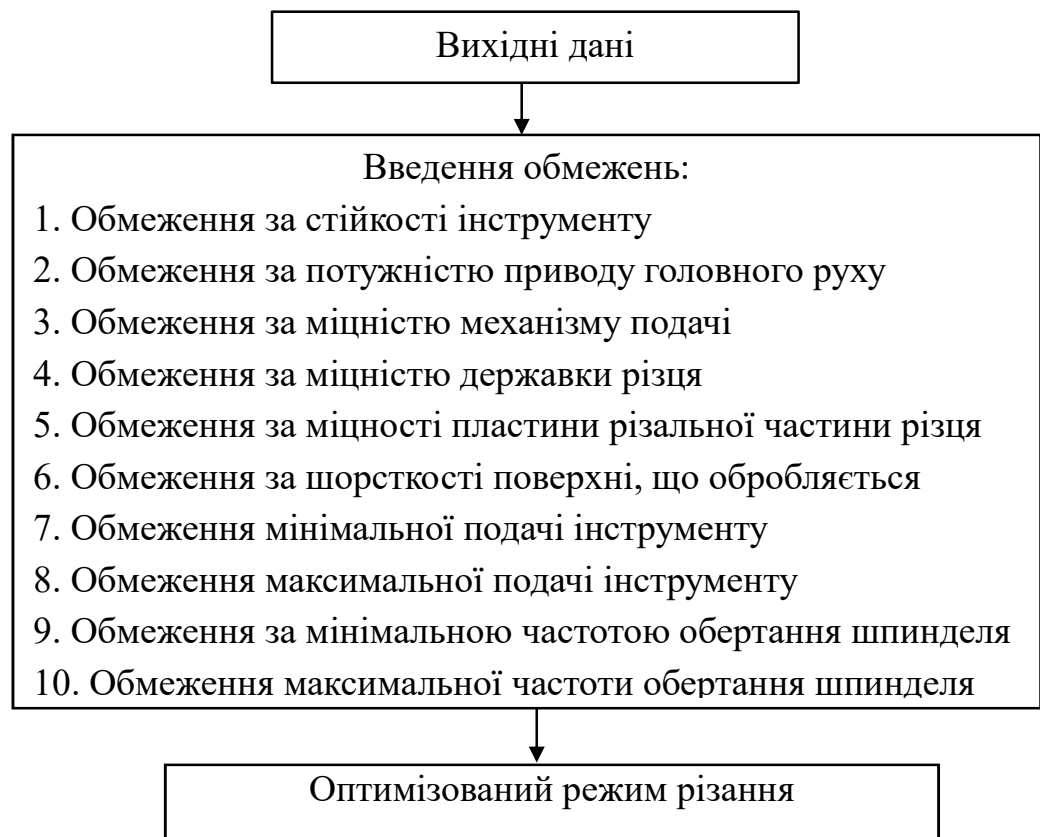 Вихідні дані
Введення обмежень:
1. Обмеження за стійкості інструменту
2. Обмеження за потужністю приводу головного руху
3. Обмеження за міцністю механізму подачі
4. Обмеження за міцністю державки різця
5. Обмеження за міцності пластини різальної частини різця
6. Обмеження за шорсткості поверхні, що обробляється
7. Обмеження мінімальної подачі інструменту
8. Обмеження максимальної подачі інструменту
9. Обмеження за мінімальною частотою обертання шпинделя
10. Обмеження максимальної частоти обертання шпинделя
Оптимізований режим різання